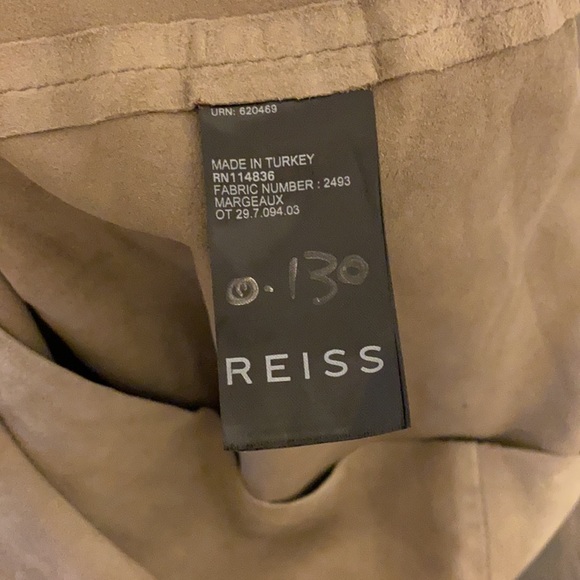 URN: 620469
MADE IN TURKEY
RN114836
FABRIC NUMBER : 2493
MARGEAUX
OT 29.7.094.03
0.130
REISS